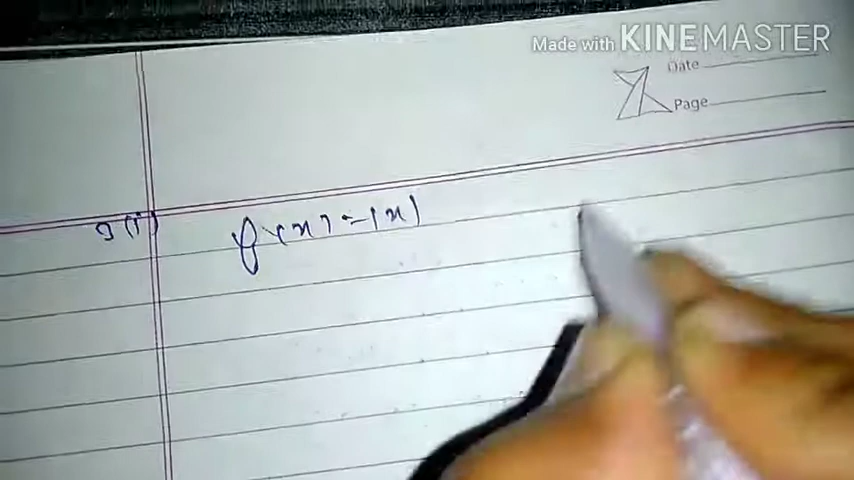 Made with KINEMASTER
Date
Page
9 (i) f(x) = |x|